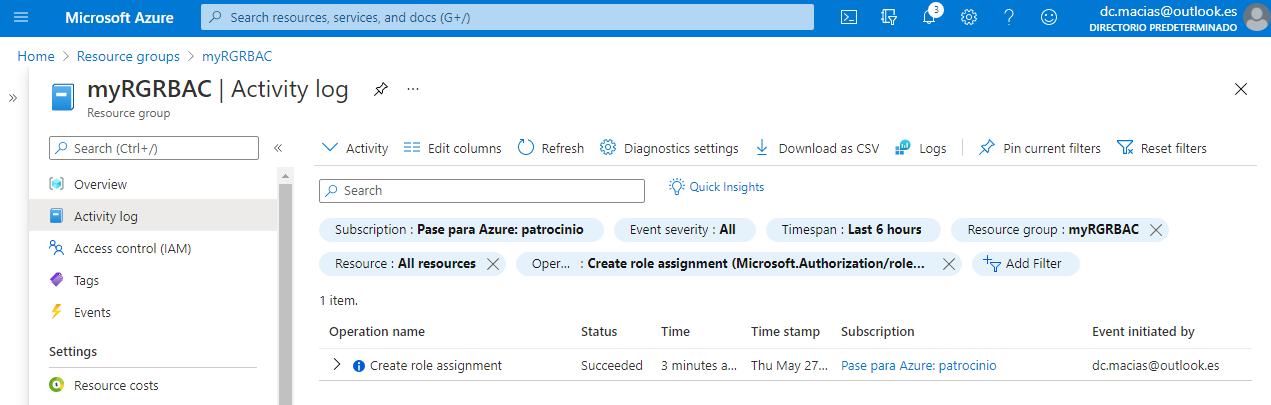 Microsoft Azure
Search resources, services, and docs (G+/)
3
dc.macias@outlook.es
DIRECTORIO PREDETERMINADO
Home > Resource groups > myRGRBAC
myRGRBAC | Activity log
Resource group
Search (Ctrl+/)
Overview
Activity log
Access control (IAM)
Tags
Events
Settings
Resource costs
Activity Edit columns Refresh Diagnostics settings Download as CSV Logs Pin current filters Reset filters
Search
Quick Insights
Subscription : Pase para Azure: patrocinio Event severity : All Timespan : Last 6 hours Resource group : myRGRBAC
Resource : All resources Oper... : Create role assignment (Microsoft.Authorization/role... Add Filter
1 item.
Operation name Status Time Time stamp Subscription Event initiated by
Create role assignment Succeeded 3 minutes a... Thu May 27... Pase para Azure: patrocinio dc.macias@outlook.es